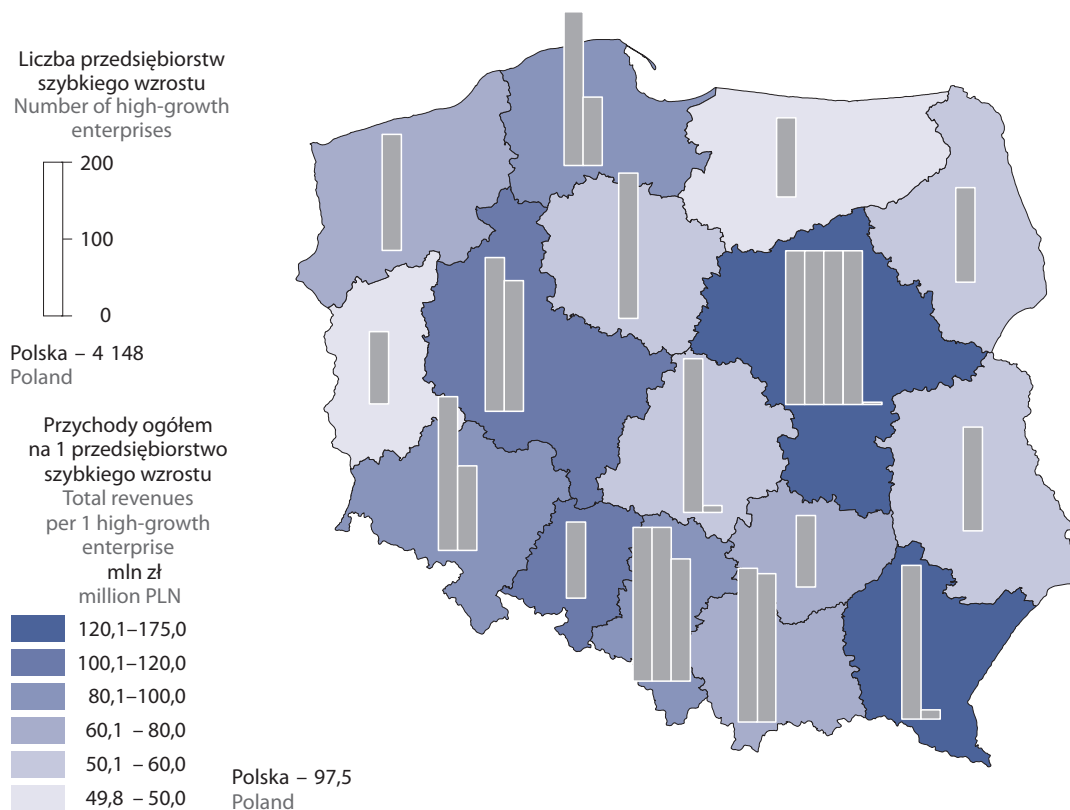 Liczba przedsiębiorstw
szybkiego wzrostu
Number of high-growth
enterprises
200
100
0
Polska – 4 148
Poland
Przychody ogółem
na 1 przedsiębiorstwo
szybkiego wzrostu
Total revenues
per 1 high-growth
enterprise
mln zł
million PLN
120,1–175,0
100,1–120,0
80,1–100,0
60,1 – 80,0
50,1 – 60,0
49,8 – 50,0
Polska – 97,5
Poland